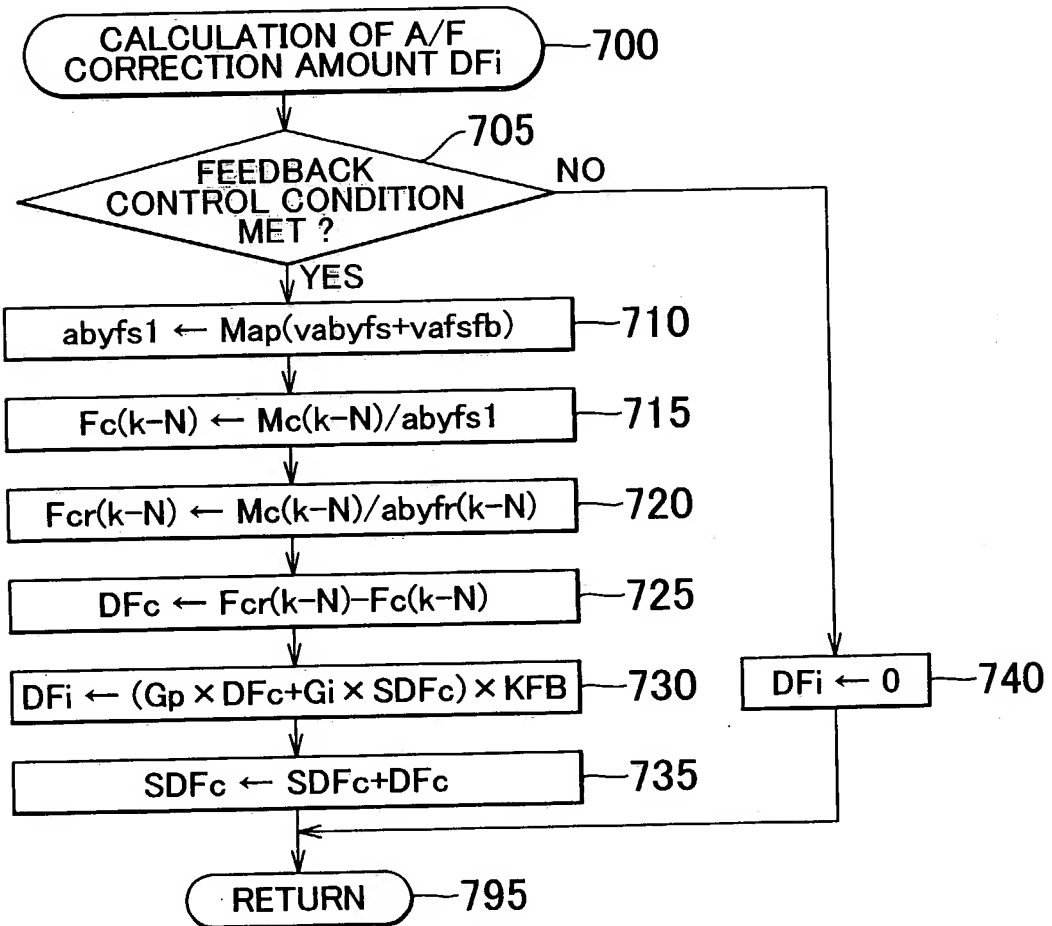 CALCULATION OF A/F
CORRECTION AMOUNT DFi
700
705
FEEDBACK
CONTROL CONDITION
MET ?
NO
YES
abyfs1 ← Map(vabyfs+vafsfb)
710
Fc(k-N) ← Mc(k-N)/abyfs1
715
Fcr(k-N) ← Mc(k-N)/abyfr(k-N)
720
DFc ← Fcr(k-N)-Fc(k-N)
725
DFi ← (Gp × DFc+Gi × SDFc) × KFB
730
DFi ← 0
740
SDFc ← SDFc+DFc
735
RETURN
795